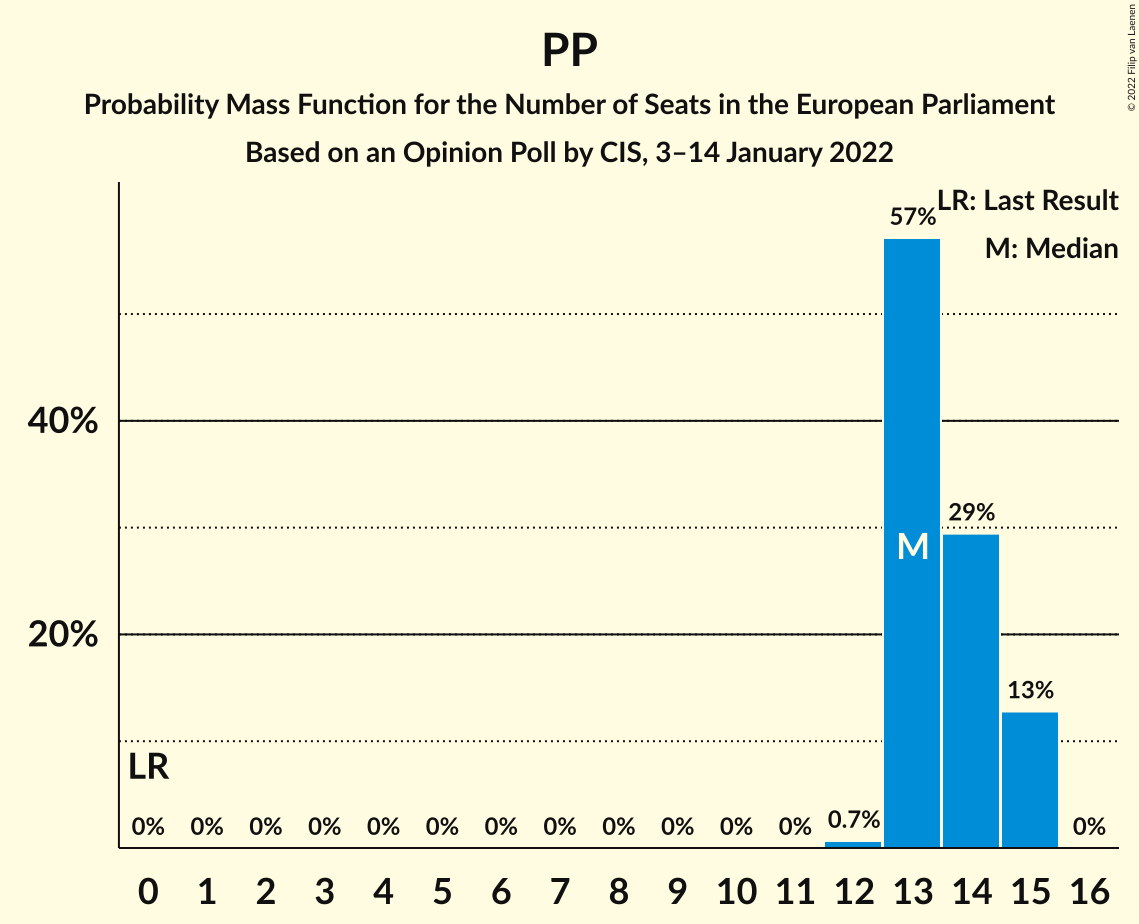 PP
Probability Mass Function for the Number of Seats in the European Parliament
Based on an Opinion Poll by CIS, 3–14 January 2022
© 2022 Filip van Laenen
LR: Last Result
M: Median
57%
40%
29%
M
20%
13%
LR
0% 0% 0% 0% 0% 0% 0% 0% 0% 0% 0% 0% 0.7% 0%
0 1 2 3 4 5 6 7 8 9 10 11 12 13 14 15 16